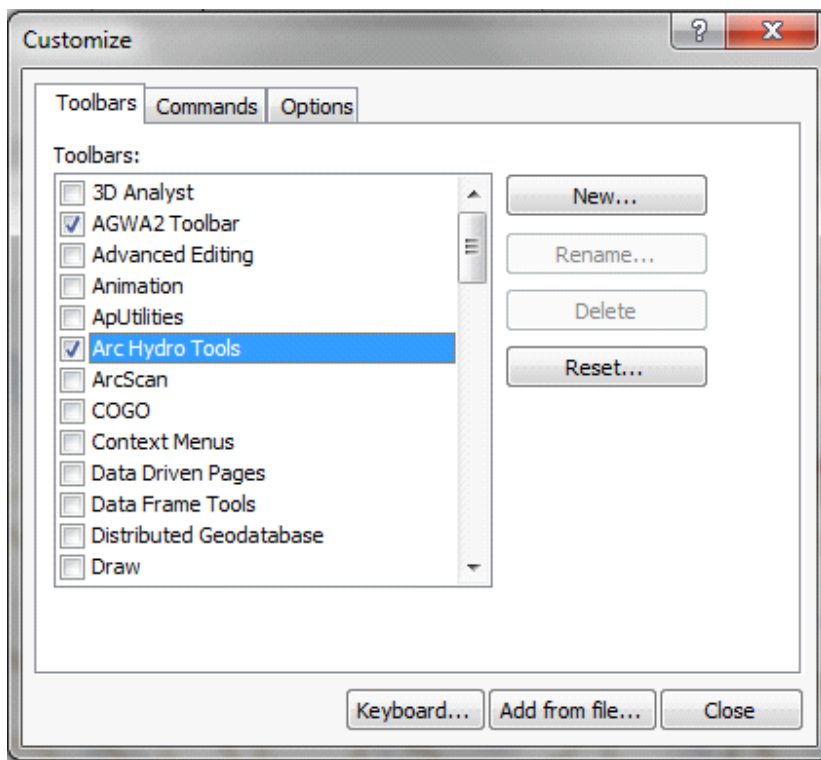 Customize
Toolbars Commands Options
Toolbars:
3D Analyst
AGWA2 Toolbar
Advanced Editing
Animation
ApUtilities
Arc Hydro Tools
ArcScan
COGO
Context Menus
Data Driven Pages
Data Frame Tools
Distributed Geodatabase
Draw
New...
Rename...
Delete
Reset...
Keyboard... Add from file... Close